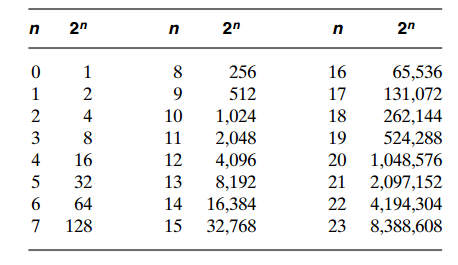 n 2ⁿ n 2ⁿ n 2ⁿ
0 1 8 256 16 65,536
1 2 9 512 17 131,072
2 4 10 1,024 18 262,144
3 8 11 2,048 19 524,288
4 16 12 4,096 20 1,048,576
5 32 13 8,192 21 2,097,152
6 64 14 16,384 22 4,194,304
7 128 15 32,768 23 8,388,608